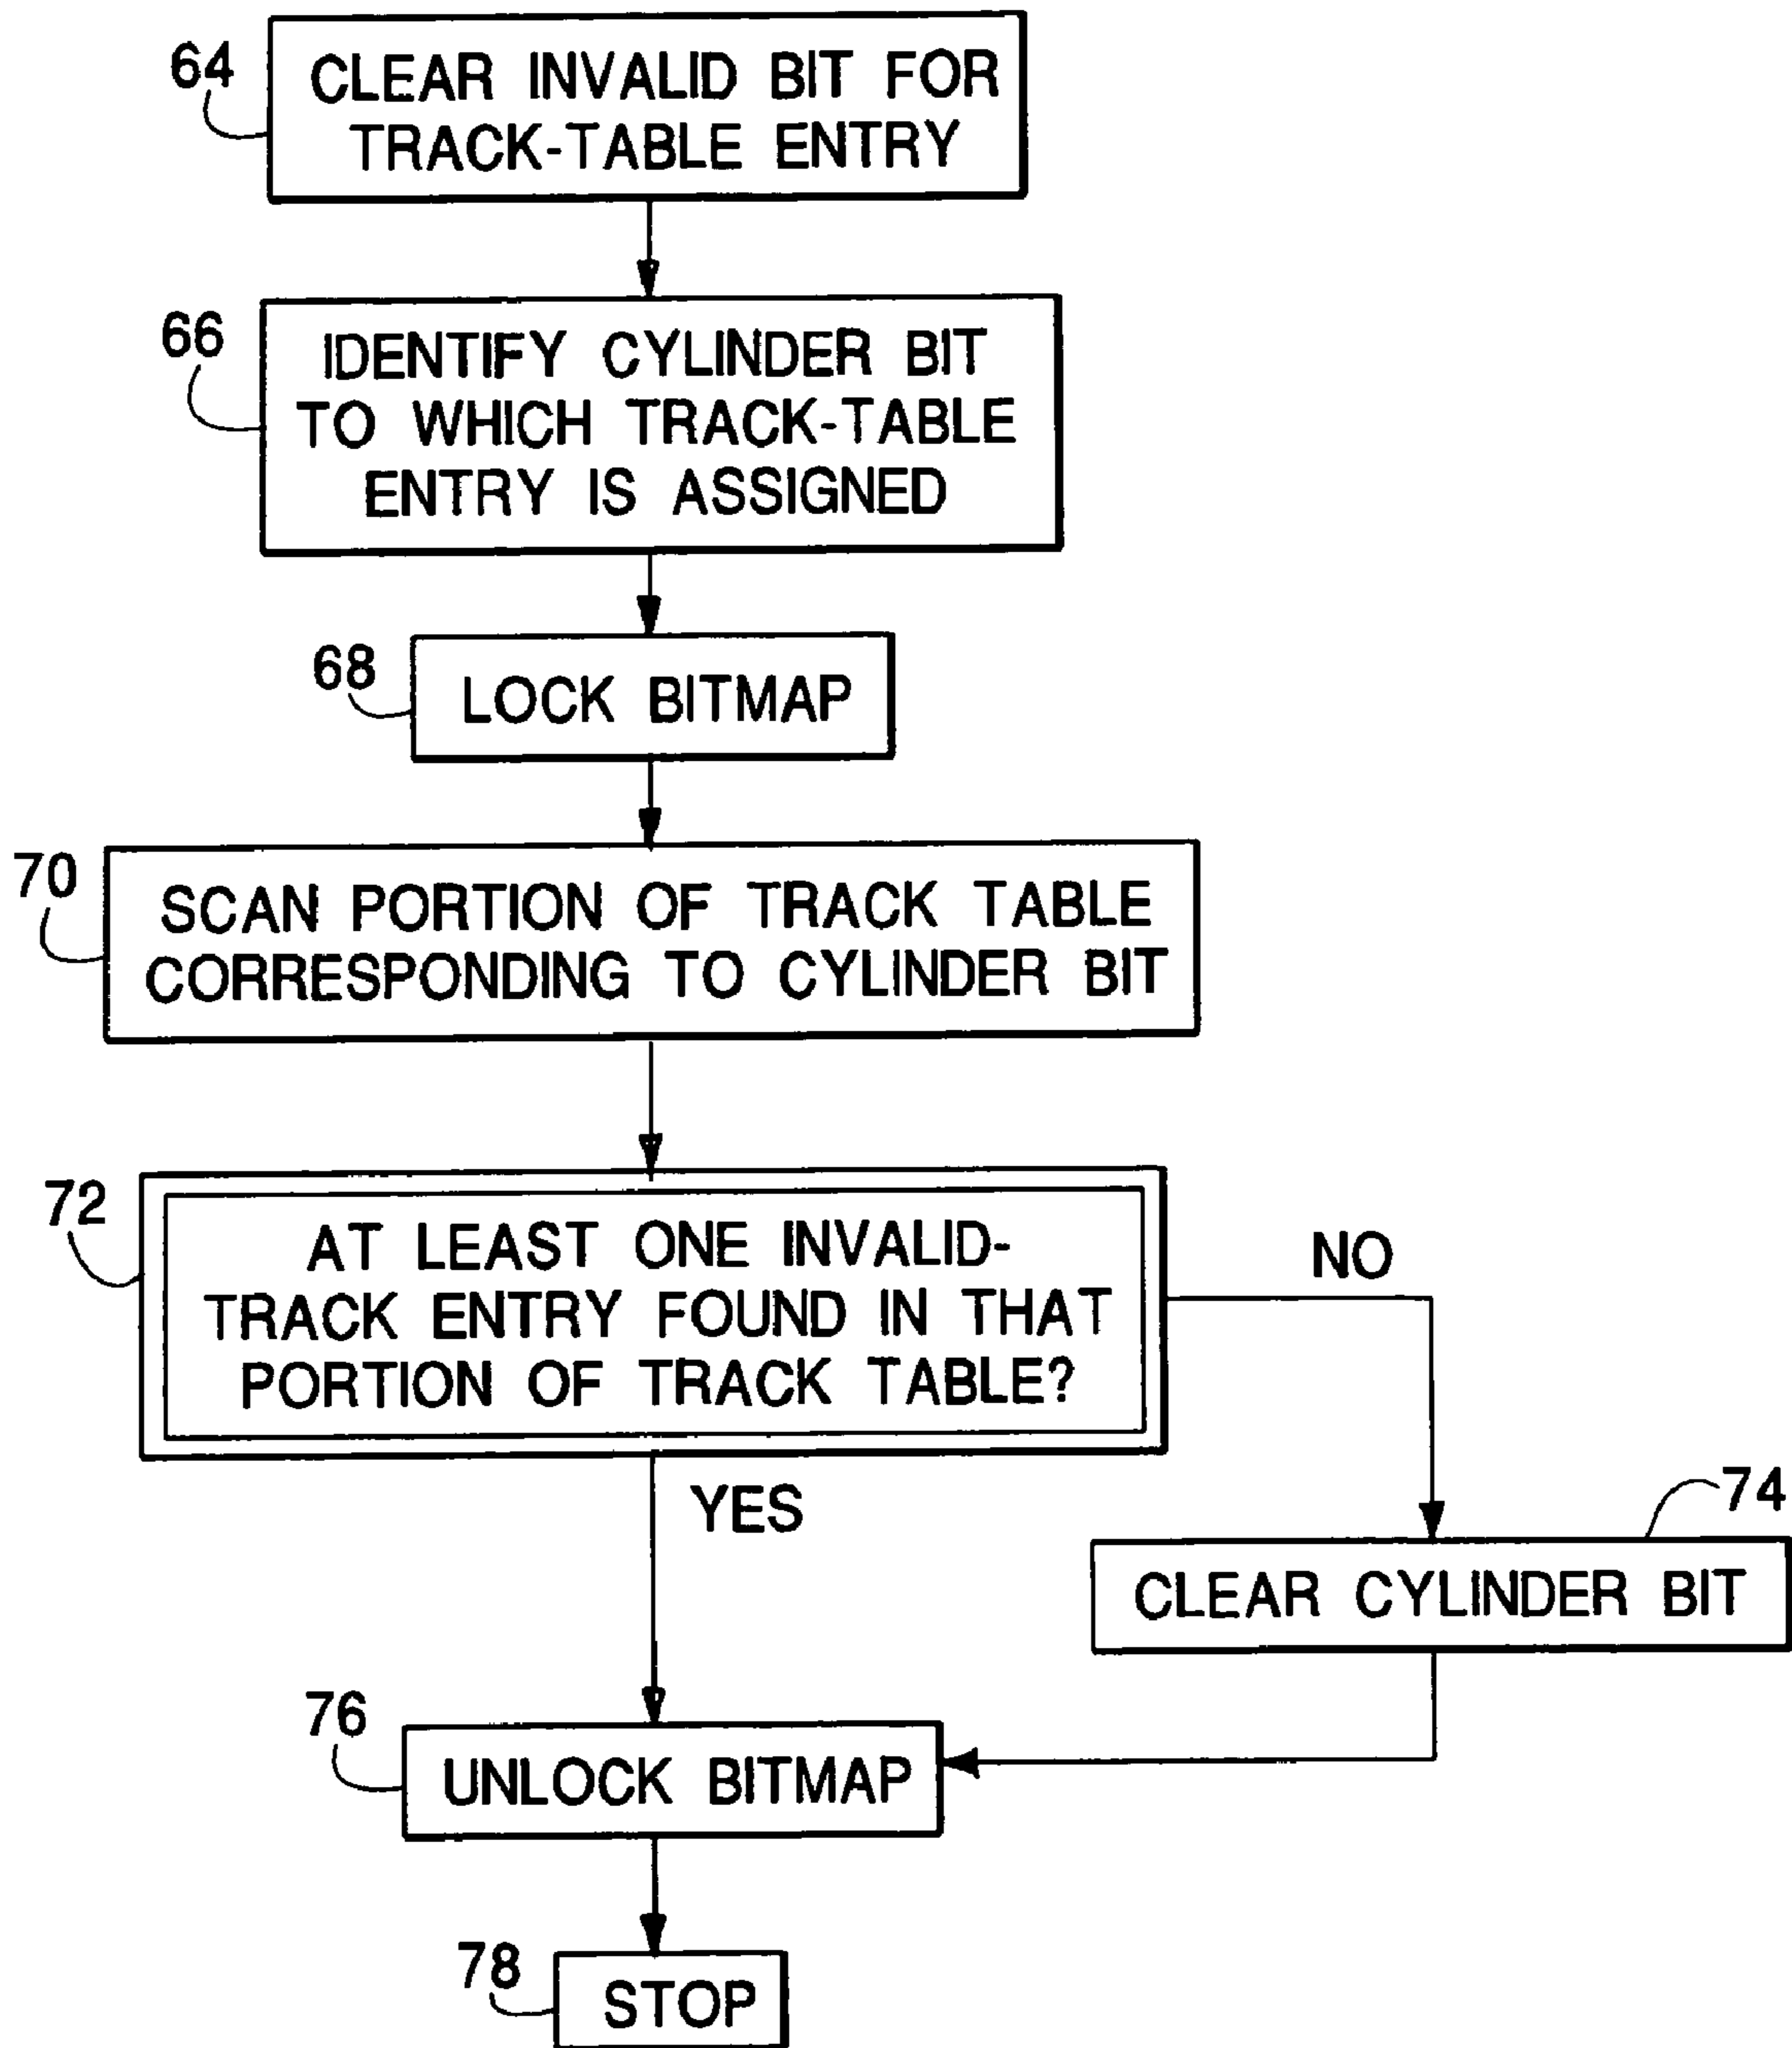 64
CLEAR INVALID BIT FOR
TRACK-TABLE ENTRY
66
IDENTIFY CYLINDER BIT
TO WHICH TRACK-TABLE
ENTRY IS ASSIGNED
68
LOCK BITMAP
70
SCAN PORTION OF TRACK TABLE
CORRESPONDING TO CYLINDER BIT
72
AT LEAST ONE INVALID-
TRACK ENTRY FOUND IN THAT
PORTION OF TRACK TABLE?
NO
YES
74
CLEAR CYLINDER BIT
76
UNLOCK BITMAP
78
STOP